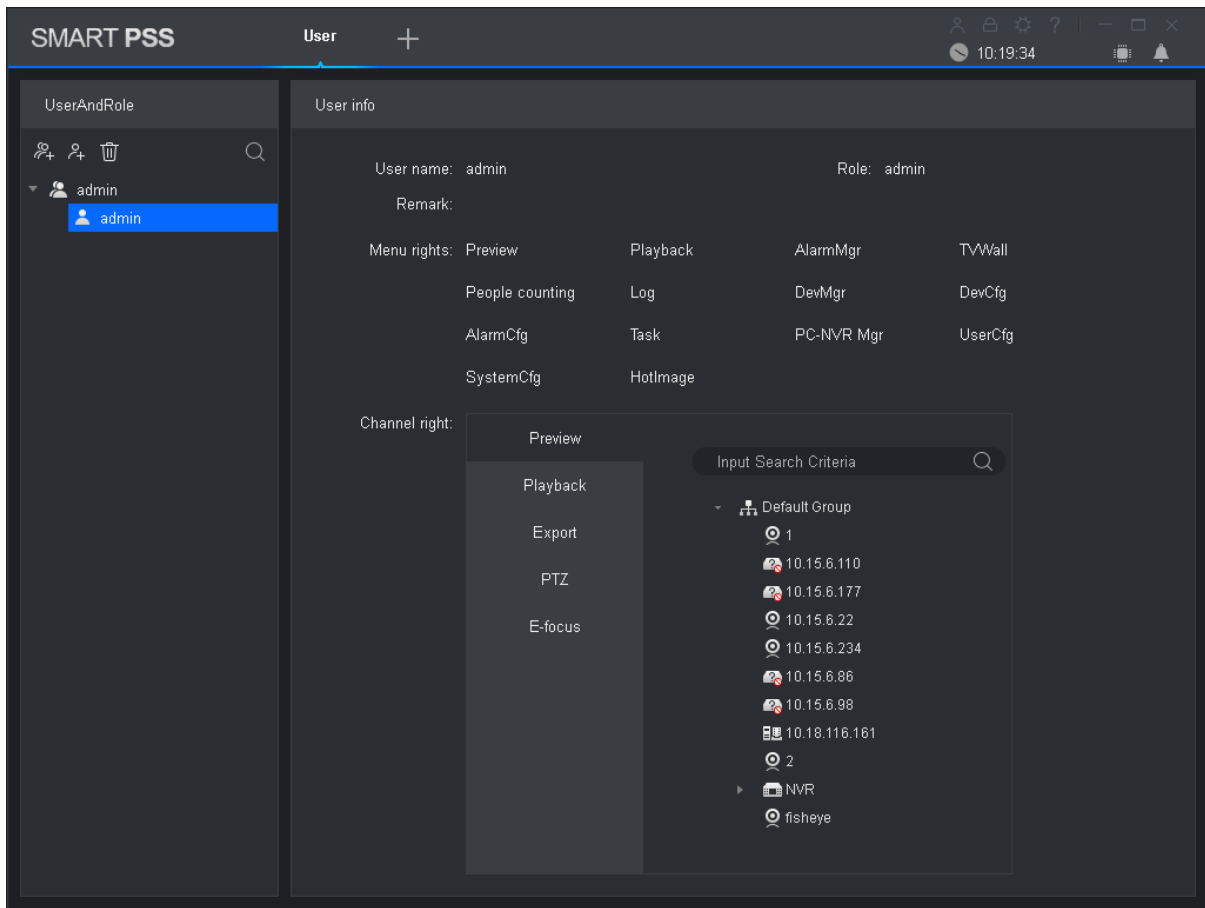 SMART PSS
User
?
10:19:34
UserAndRole
User info
admin
admin
User name: admin Role: admin
Remark:
Menu rights: Preview Playback AlarmMgr TVWall
People counting Log DevMgr DevCfg
AlarmCfg Task PC-NVR Mgr UserCfg
SystemCfg HotImage
Channel right:
Preview
Playback
Export
PTZ
E-focus
Input Search Criteria
Default Group
1
10.15.6.110
10.15.6.177
10.15.6.22
10.15.6.234
10.15.6.86
10.15.6.98
10.18.116.161
2
NVR
fisheye